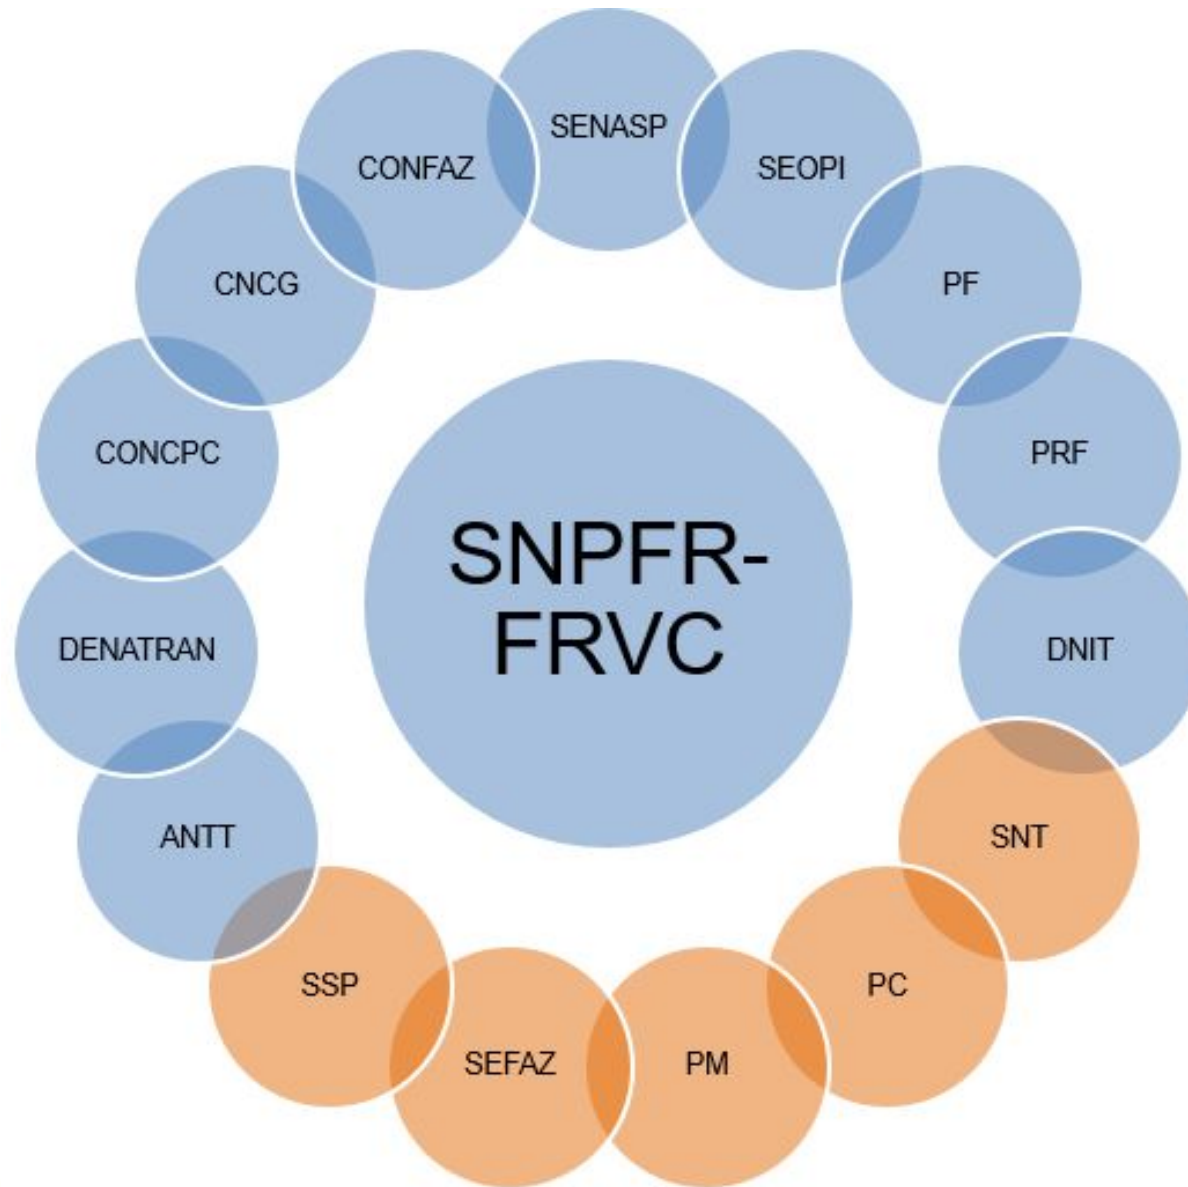 SENASP
SEOPI
PF
PRF
DNIT
SNT
PC
PM
SEFAZ
SSP
ANTT
DENATRAN
CONCPC
CNCG
CONFAZ
SNPFR-
FRVC